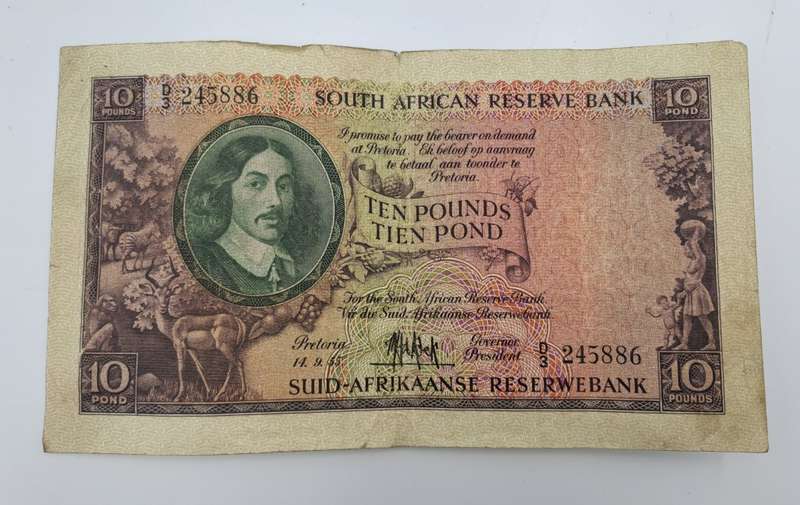 10 POUNDS
D/3 245886 SOUTH AFRICAN RESERVE BANK
10 POND
I promise to pay the bearer on demand
at Pretoria. Ek beloof op aanvraag
te betaal aan toonder te
Pretoria
TEN POUNDS
TIEN POND
For the South African Reserve Bank
Vir die Suid-Afrikaanse Reserwebank
Pretoria
14.9.55
Governor
President
D/3 245886
10 POND
SUID-AFRIKAANSE RESERWEBANK
10 POUNDS